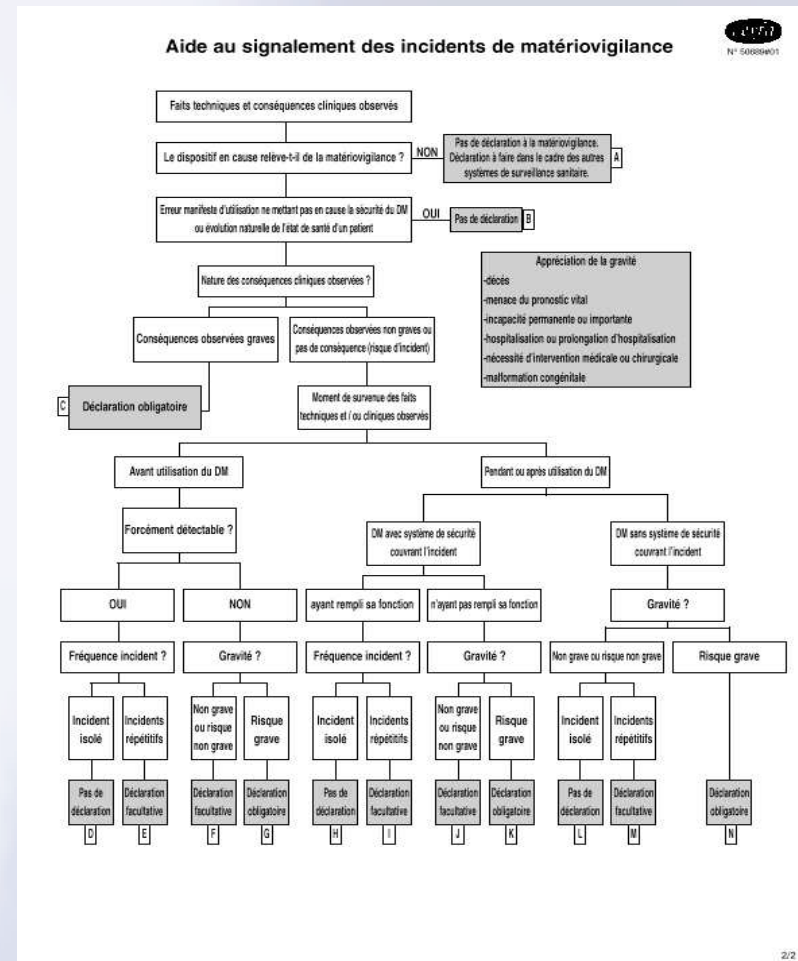 Aide au signalement des incidents de matériovigilance
cerfa
N° 50689#01
Faits techniques et conséquences cliniques observés
Le dispositif en cause relève-t-il de la matériovigilance ?
NON
Pas de déclaration à la matériovigilance.
Déclaration à faire dans le cadre des autres
systèmes de surveillance sanitaire.
A
Erreur manifeste d'utilisation ne mettant pas en cause la sécurité du DM
ou évolution naturelle de l'état de santé d'un patient
OUI
Pas de déclaration
B
Nature des conséquences cliniques observées ?
Appréciation de la gravité
-décés
-menace du pronostic vital
-incapacité permanente ou importante
-hospitalisation ou prolongation d'hospitalisation
-nécessité d'intervention médicale ou chirurgicale
-malformation congénitale
Conséquences observées graves
Conséquences observées non graves ou
pas de conséquence (risque d'incident)
C
Déclaration obligatoire
Moment de survenue des faits
techniques et / ou cliniques observés
Avant utilisation du DM
Pendant ou après utilisation du DM
Forcément détectable ?
DM avec système de sécurité
couvrant l'incident
DM sans système de sécurité
couvrant l'incident
OUI
NON
ayant rempli sa fonction
n'ayant pas rempli sa fonction
Gravité ?
Fréquence incident ?
Gravité ?
Fréquence incident ?
Gravité ?
Non grave ou risque non grave
Risque grave
Incident
isolé
Incidents
répétitifs
Non grave
ou risque
non grave
Risque
grave
Incident
isolé
Incidents
répétitifs
Non grave
ou risque
non grave
Risque
grave
Incident
isolé
Incidents
répétitifs
Pas de
déclaration
Déclaration
facultative
Déclaration
facultative
Déclaration
obligatoire
Pas de
déclaration
Déclaration
facultative
Déclaration
facultative
Déclaration
obligatoire
Pas de
déclaration
Déclaration
facultative
Déclaration
obligatoire
D
E
F
G
H
I
J
K
L
M
N
2/2